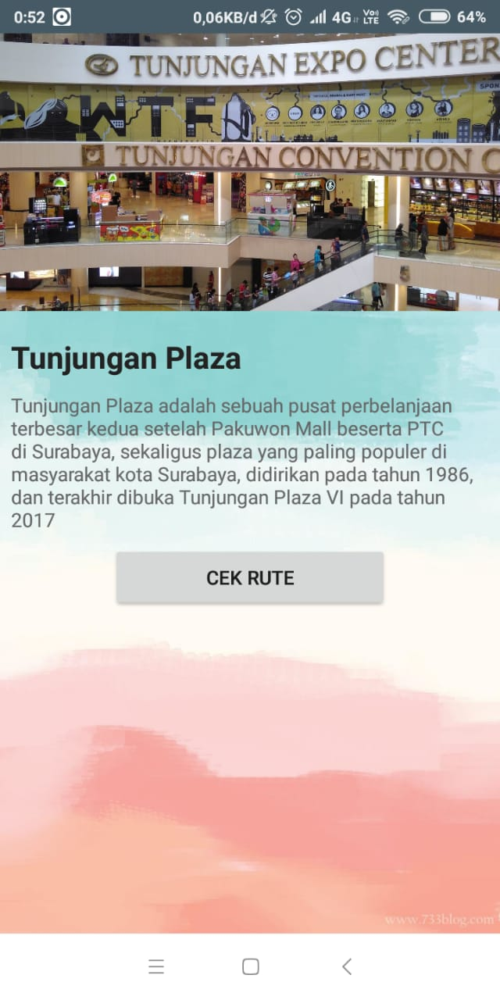 0:52 0,06KB/d 4G Vo)) LTE 64%
TUNJUNGAN EXPO CENTER
SPON
WTF
TUNJUNGAN CONVENTION C
Tunjungan Plaza
Tunjungan Plaza adalah sebuah pusat perbelanjaan
terbesar kedua setelah Pakuwon Mall beserta PTC
di Surabaya, sekaligus plaza yang paling populer di
masyarakat kota Surabaya, didirikan pada tahun 1986,
dan terakhir dibuka Tunjungan Plaza VI pada tahun
2017
CEK RUTE
www.733blog.com